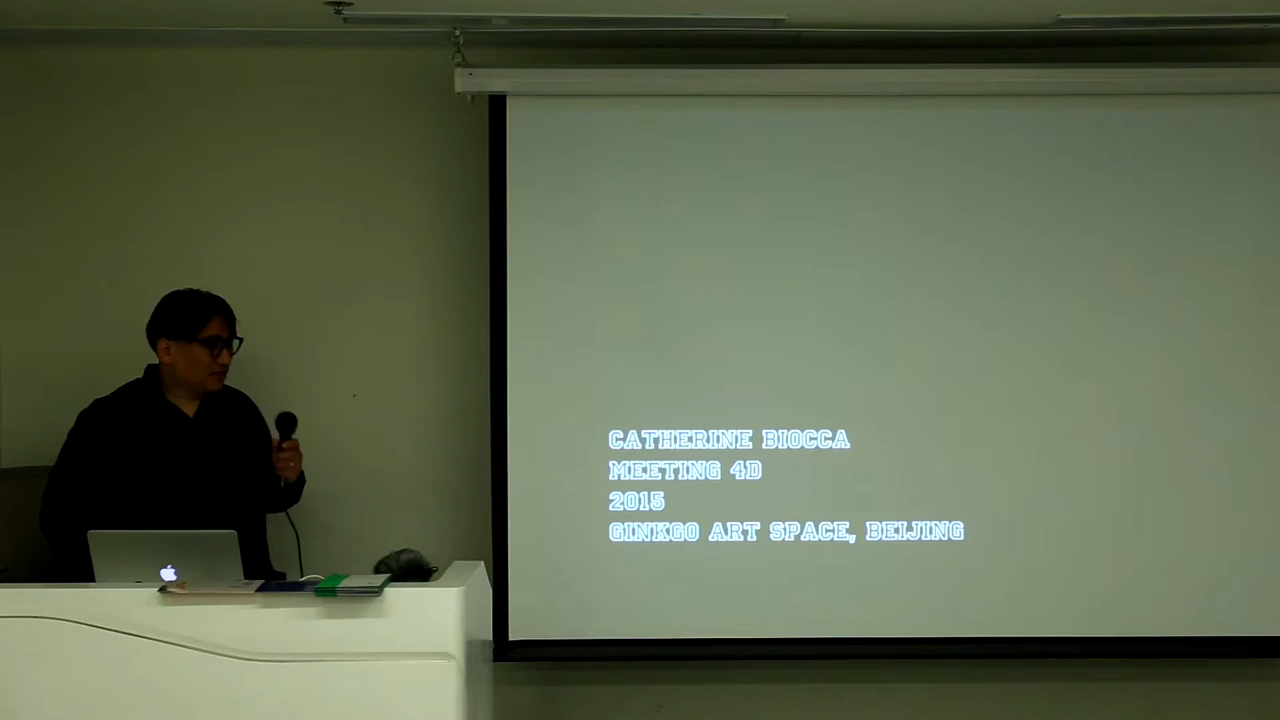 CATHERINE BIOCCA
MEETING 4D
2015
GINKGO ART SPACE, BEIJING